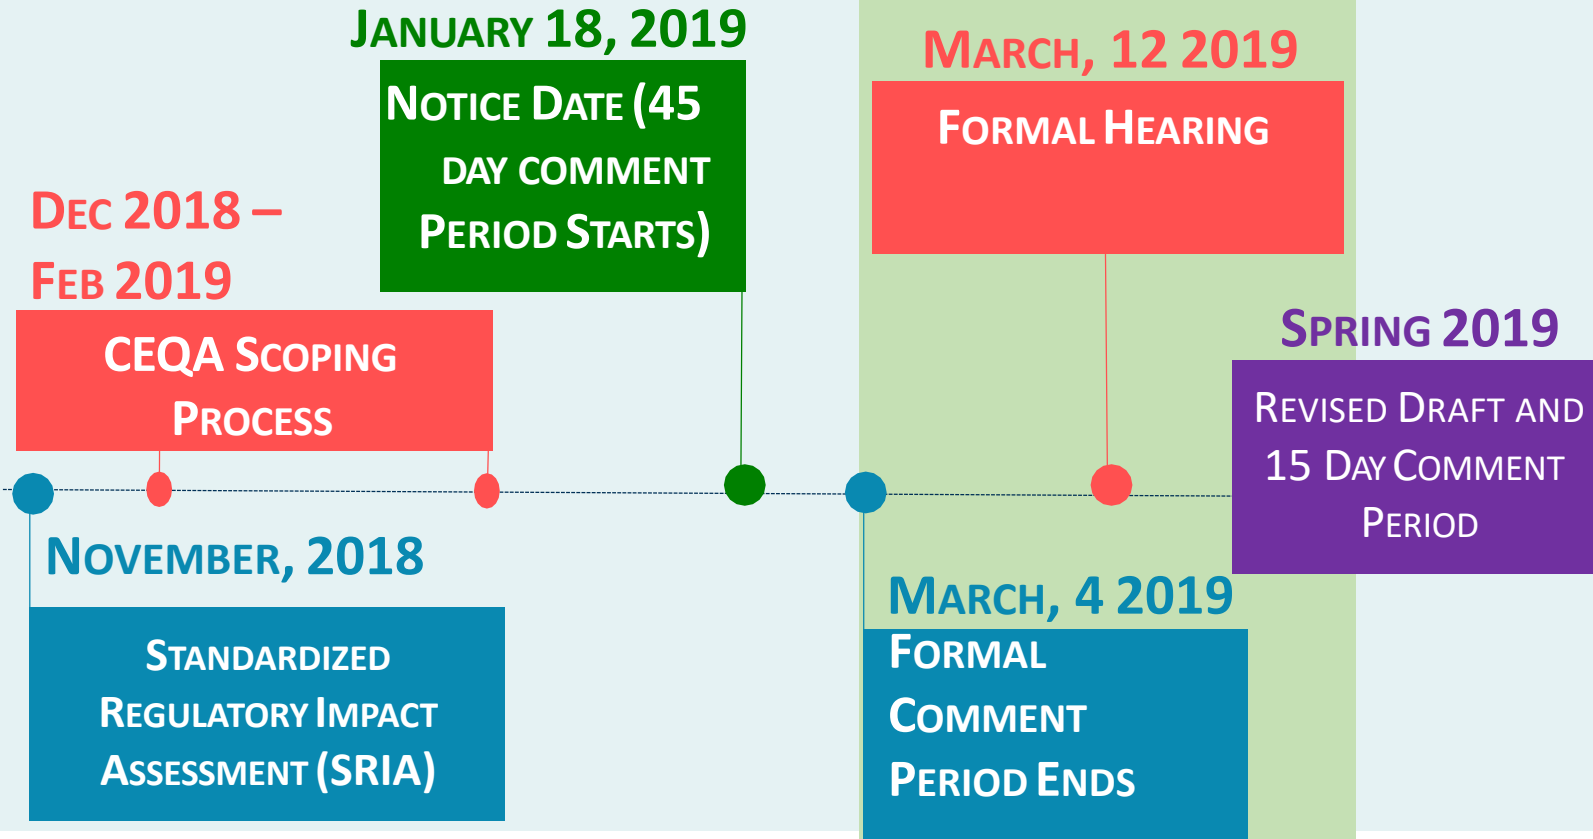 JANUARY 18, 2019
NOTICE DATE (45
DAY COMMENT
PERIOD STARTS)
MARCH, 12 2019
FORMAL HEARING
DEC 2018 –
FEB 2019
CEQA SCOPING
PROCESS
SPRING 2019
REVISED DRAFT AND
15 DAY COMMENT
PERIOD
NOVEMBER, 2018
STANDARDIZED
REGULATORY IMPACT
ASSESSMENT (SRIA)
MARCH, 4 2019
FORMAL
COMMENT
PERIOD ENDS